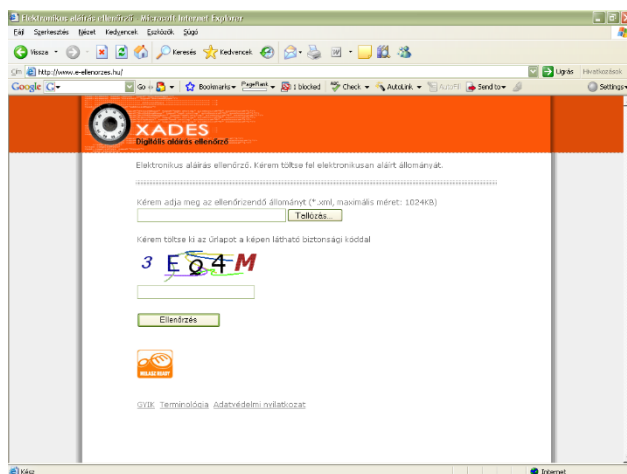 Elektronikus aláírás ellenőrző - Microsoft Internet Explorer
Fájl Szerkesztés Nézet Kedvencek Eszközök Súgó
Vissza Keresés Kedvencek
http://www.e-ellenorzes.hu/ Ugrás Hivatkozások
Google Go Bookmarks PageRank 1 blocked Check AutoLink AutoFill Send to Settings
XADES
Digitális aláírás ellenőrző
Elektronikus aláírás ellenőrző. Kérem töltse fel elektronikusan aláírt állományát.
Kérem adja meg az ellenőrizendő állományt (*.xml, maximális méret: 1024KB)
Tallózás...
Kérem töltse ki az űrlapot a képen látható biztonsági kóddal
3 E Q 4 M
Ellenőrzés
GYIK Terminológia Adatvédelmi nyilatkozat
Kész Internet